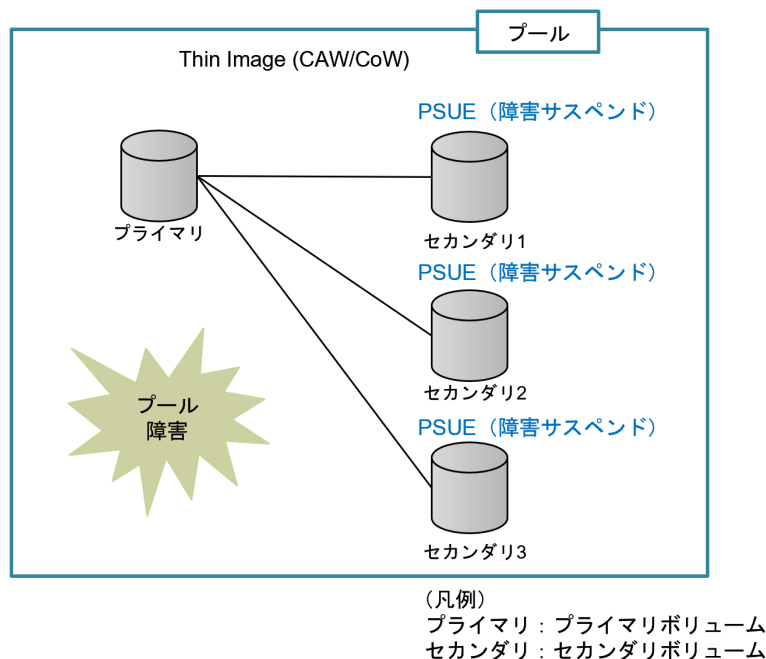 プール
Thin Image (CAW/CoW)
PSUE（障害サスペンド）
プライマリ
セカンダリ1
PSUE（障害サスペンド）
セカンダリ2
プール
障害
PSUE（障害サスペンド）
セカンダリ3
（凡例）
プライマリ：プライマリボリューム
セカンダリ：セカンダリボリューム